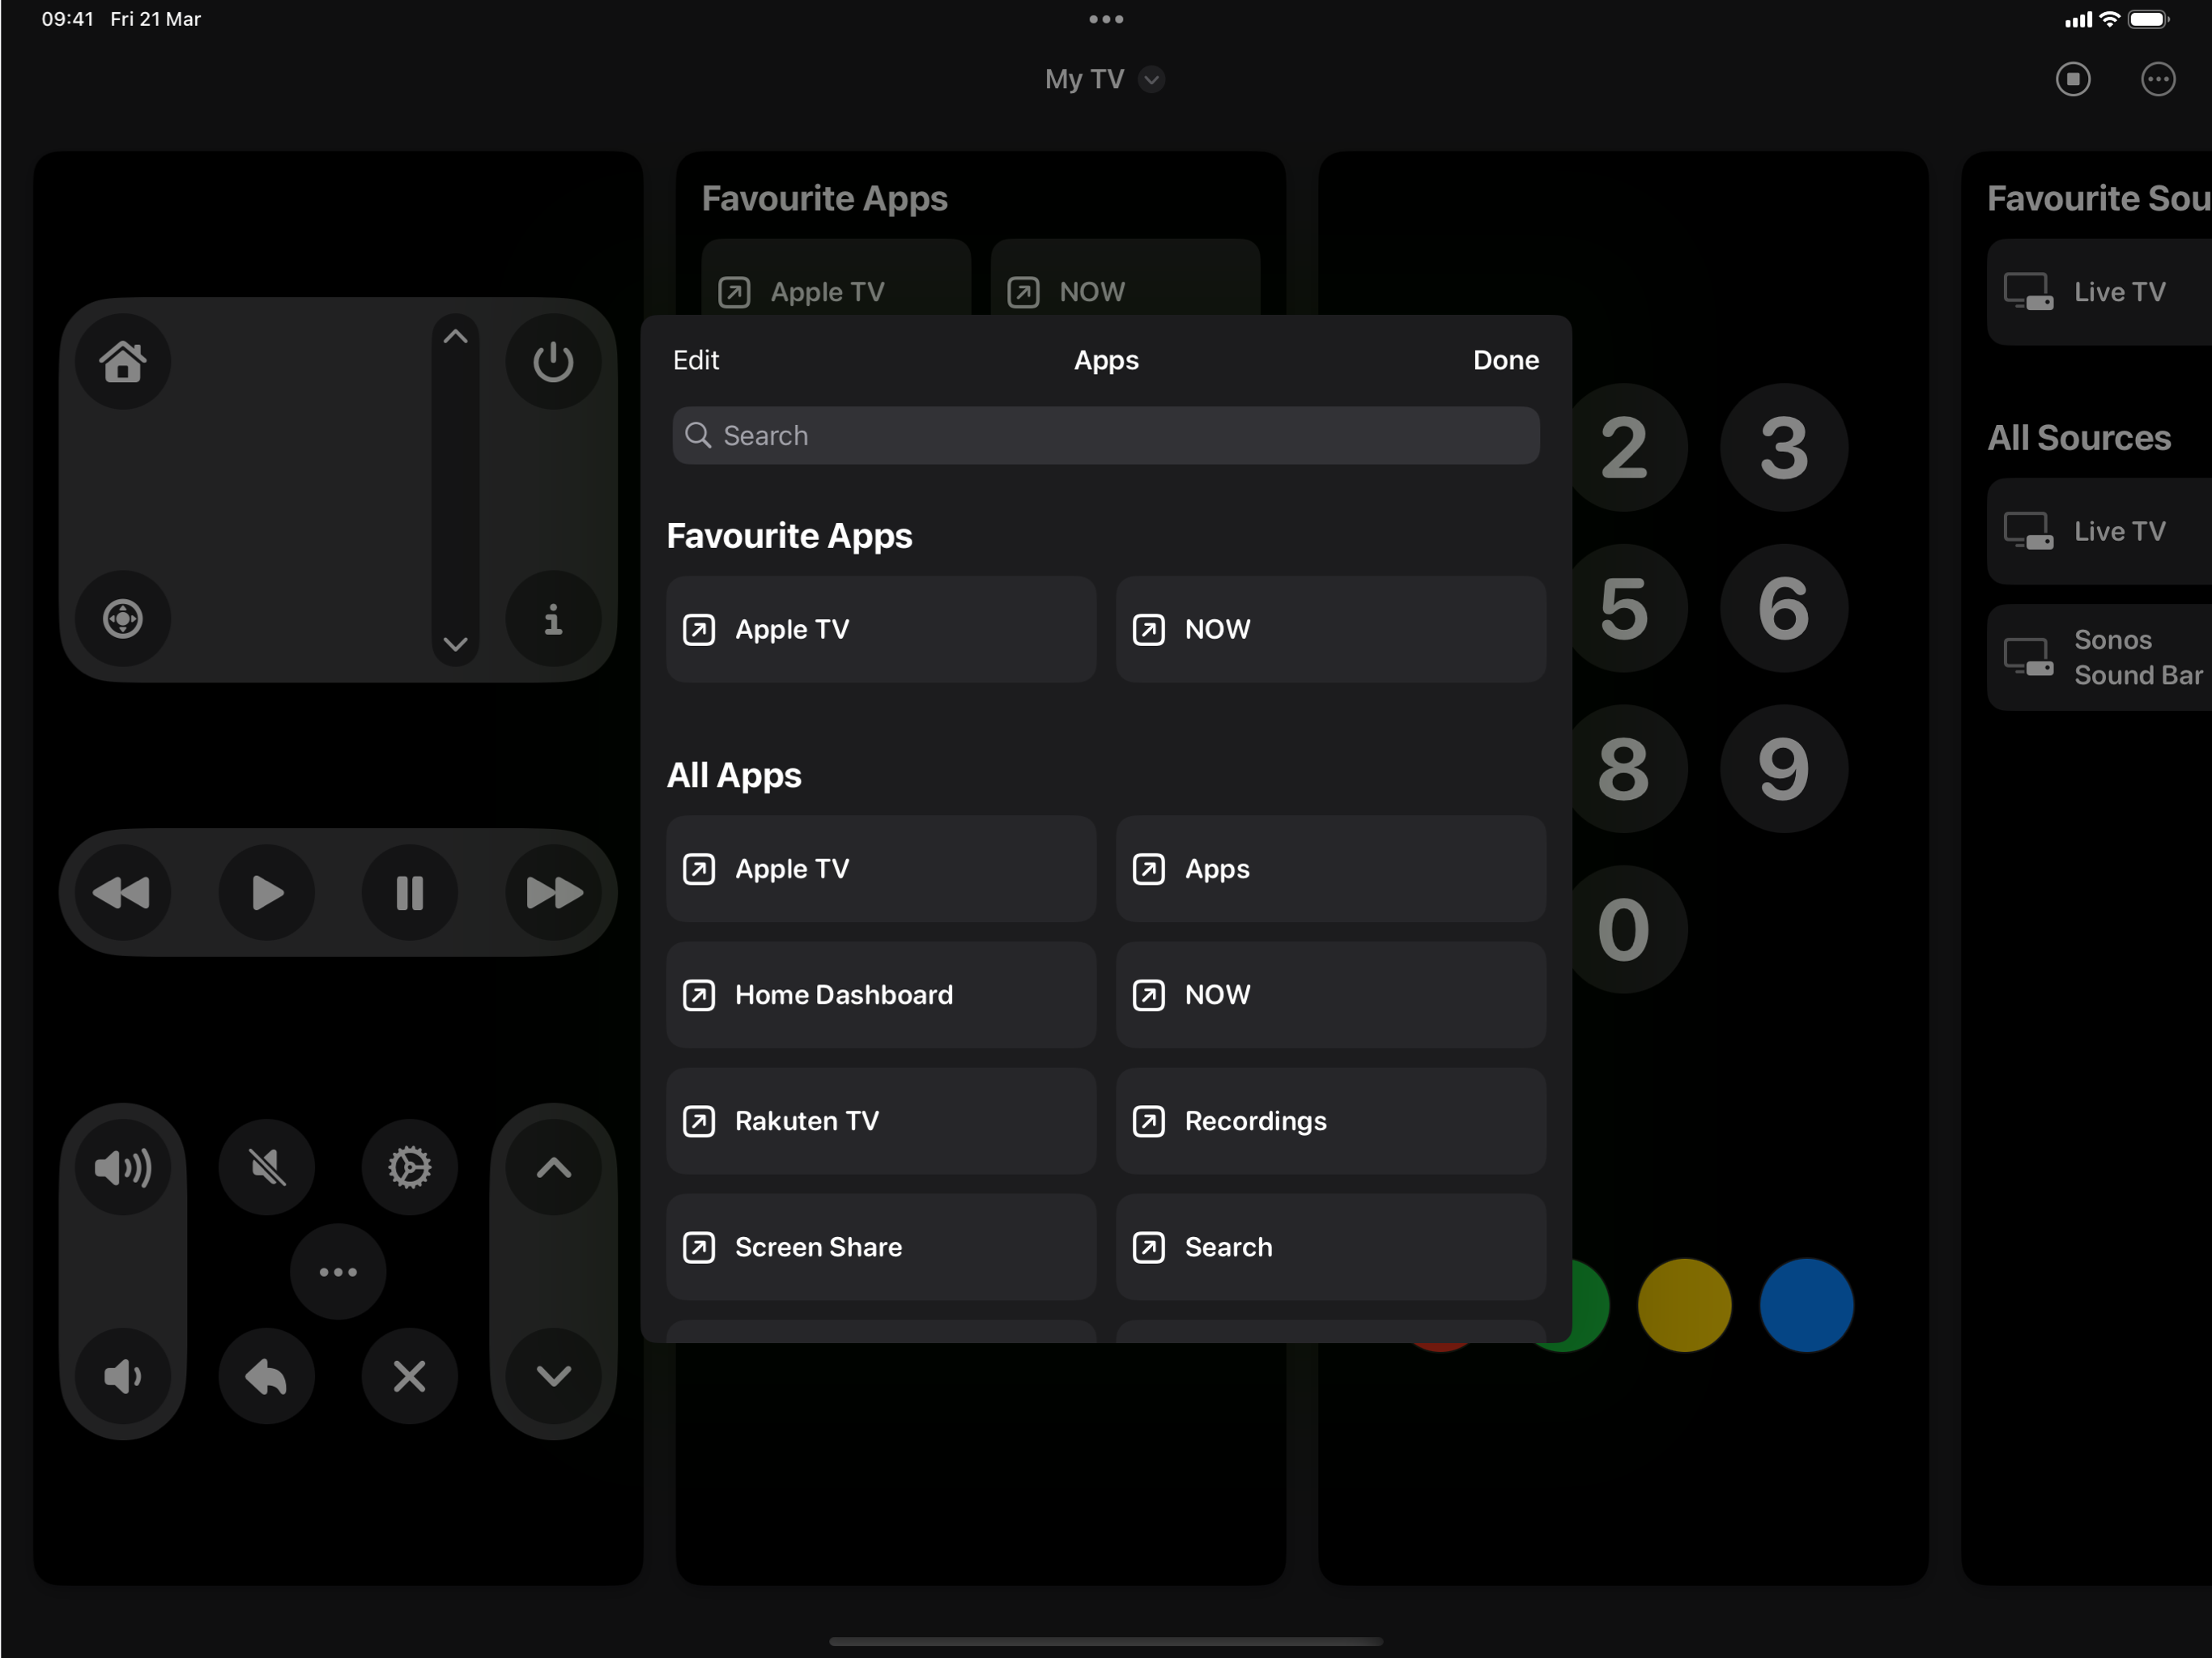 09:41 Fri 21 Mar
My TV
Favourite Apps
Apple TV
NOW
Edit
Apps
Done
Search
Favourite Apps
Apple TV
NOW
All Apps
Apple TV
Apps
Home Dashboard
NOW
Rakuten TV
Recordings
Screen Share
Search
2
3
5
6
8
9
0
Favourite Sou
Live TV
All Sources
Live TV
Sonos
Sound Bar